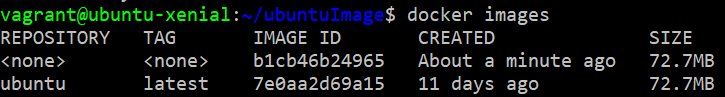 vagrant@ubuntu-xenial:~/ubuntuImage$ docker images
REPOSITORY TAG IMAGE ID CREATED SIZE
<none> <none> b1cb46b24965 About a minute ago 72.7MB
ubuntu latest 7e0aa2d69a15 11 days ago 72.7MB